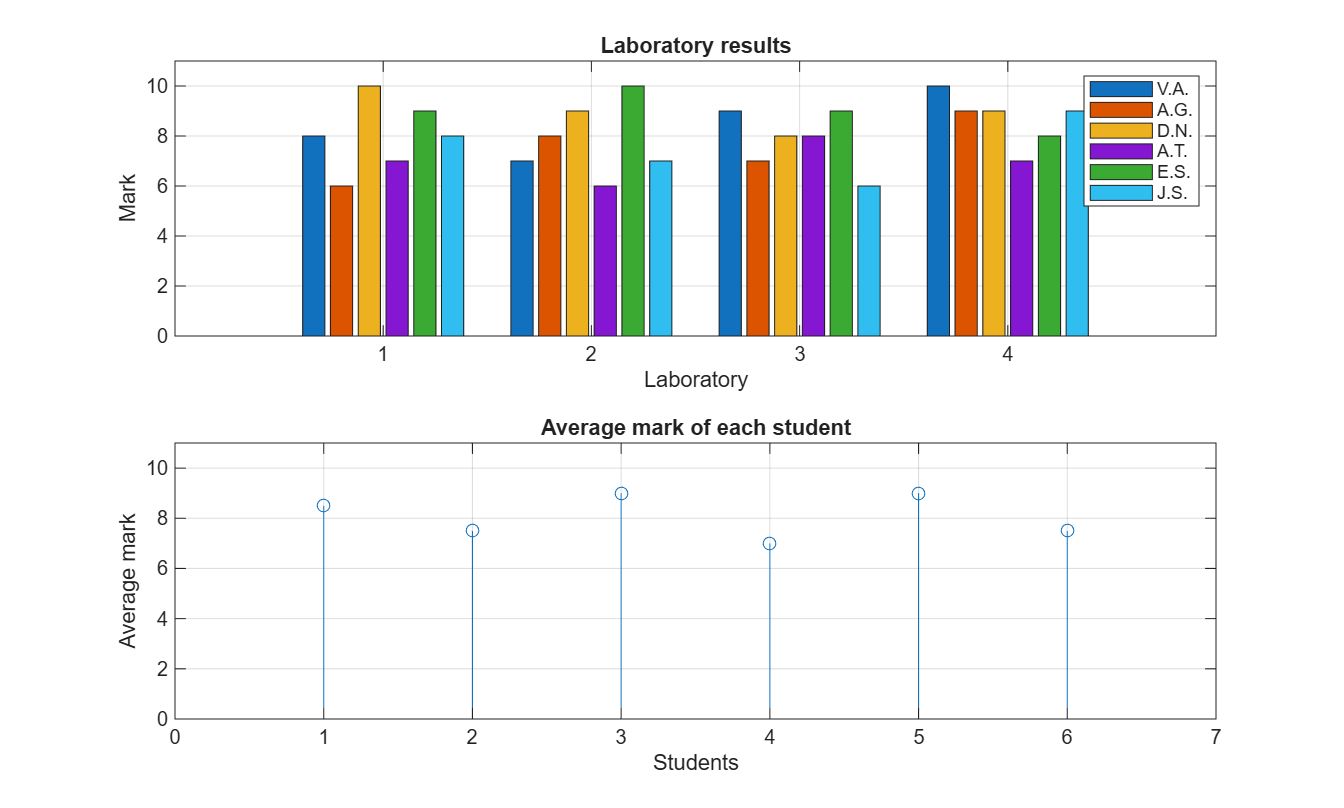 Laboratory results
10
8
6
4
2
0
Mark
V.A.
A.G.
D.N.
A.T.
E.S.
J.S.
1 2 3 4
Laboratory
Average mark of each student
10
8
6
4
2
0
Average mark
0 1 2 3 4 5 6 7
Students